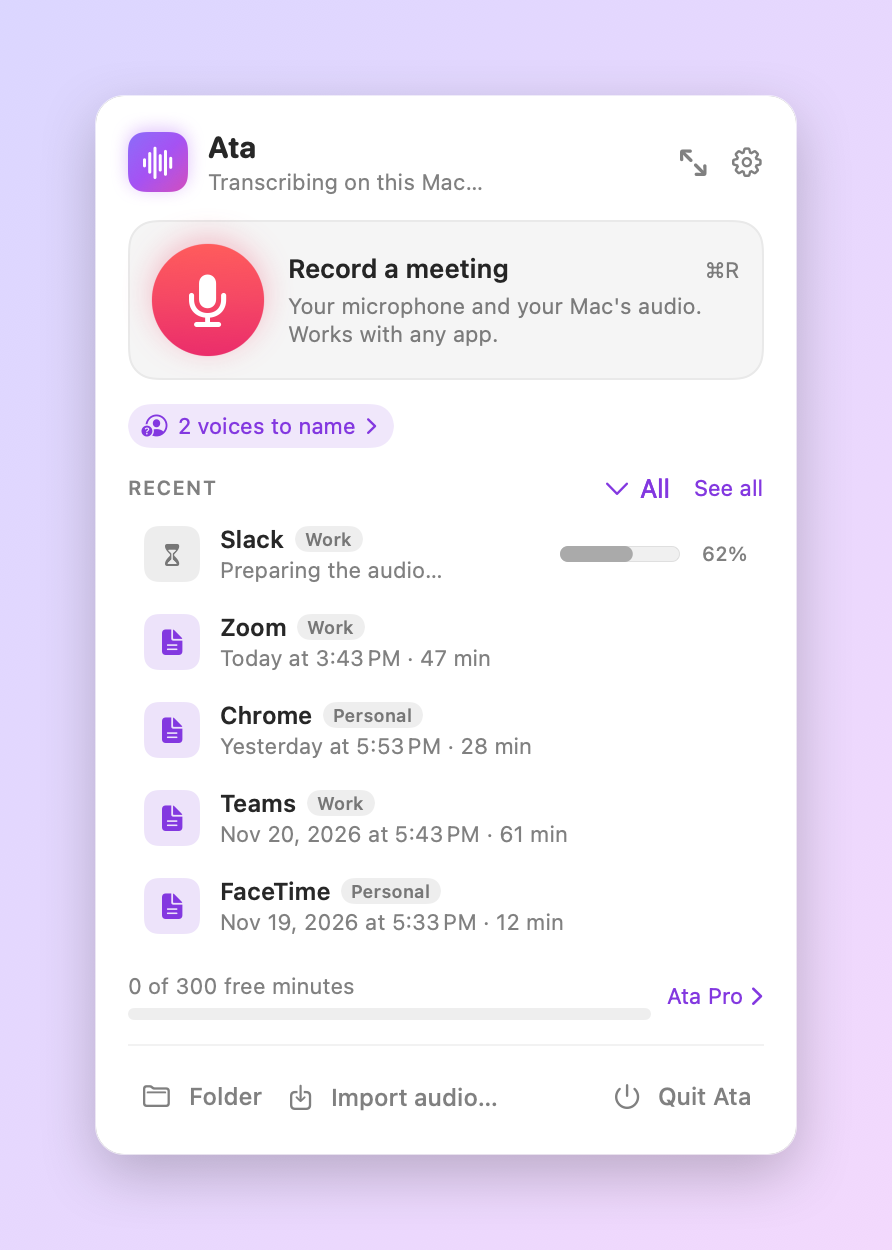 Ata
Transcribing on this Mac...
Record a meeting
⌘R
Your microphone and your Mac's audio.
Works with any app.
2 voices to name
RECENT
All
See all
Slack Work
Preparing the audio...
62%
Zoom Work
Today at 3:43 PM · 47 min
Chrome Personal
Yesterday at 5:53 PM · 28 min
Teams Work
Nov 20, 2026 at 5:43 PM · 61 min
FaceTime Personal
Nov 19, 2026 at 5:33 PM · 12 min
0 of 300 free minutes
Ata Pro
Folder
Import audio...
Quit Ata